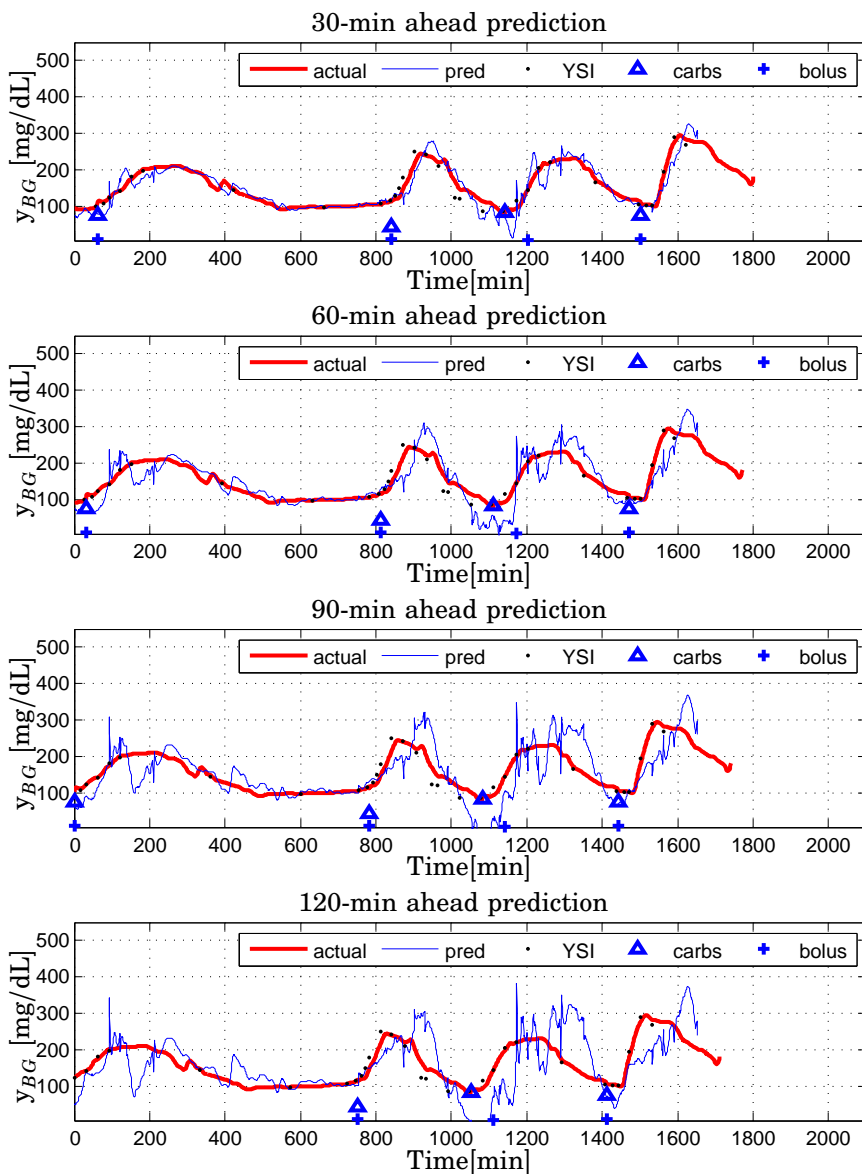 30-min ahead prediction
500
400
300
200
100
y_BG [mg/dL]
actual pred YSI carbs bolus
0 200 400 600 800 1000 1200 1400 1600 1800 2000
Time[min]
60-min ahead prediction
500
400
300
200
100
y_BG [mg/dL]
actual pred YSI carbs bolus
0 200 400 600 800 1000 1200 1400 1600 1800 2000
Time[min]
90-min ahead prediction
500
400
300
200
100
y_BG [mg/dL]
actual pred YSI carbs bolus
0 200 400 600 800 1000 1200 1400 1600 1800 2000
Time[min]
120-min ahead prediction
500
400
300
200
100
y_BG [mg/dL]
actual pred YSI carbs bolus
0 200 400 600 800 1000 1200 1400 1600 1800 2000
Time[min]